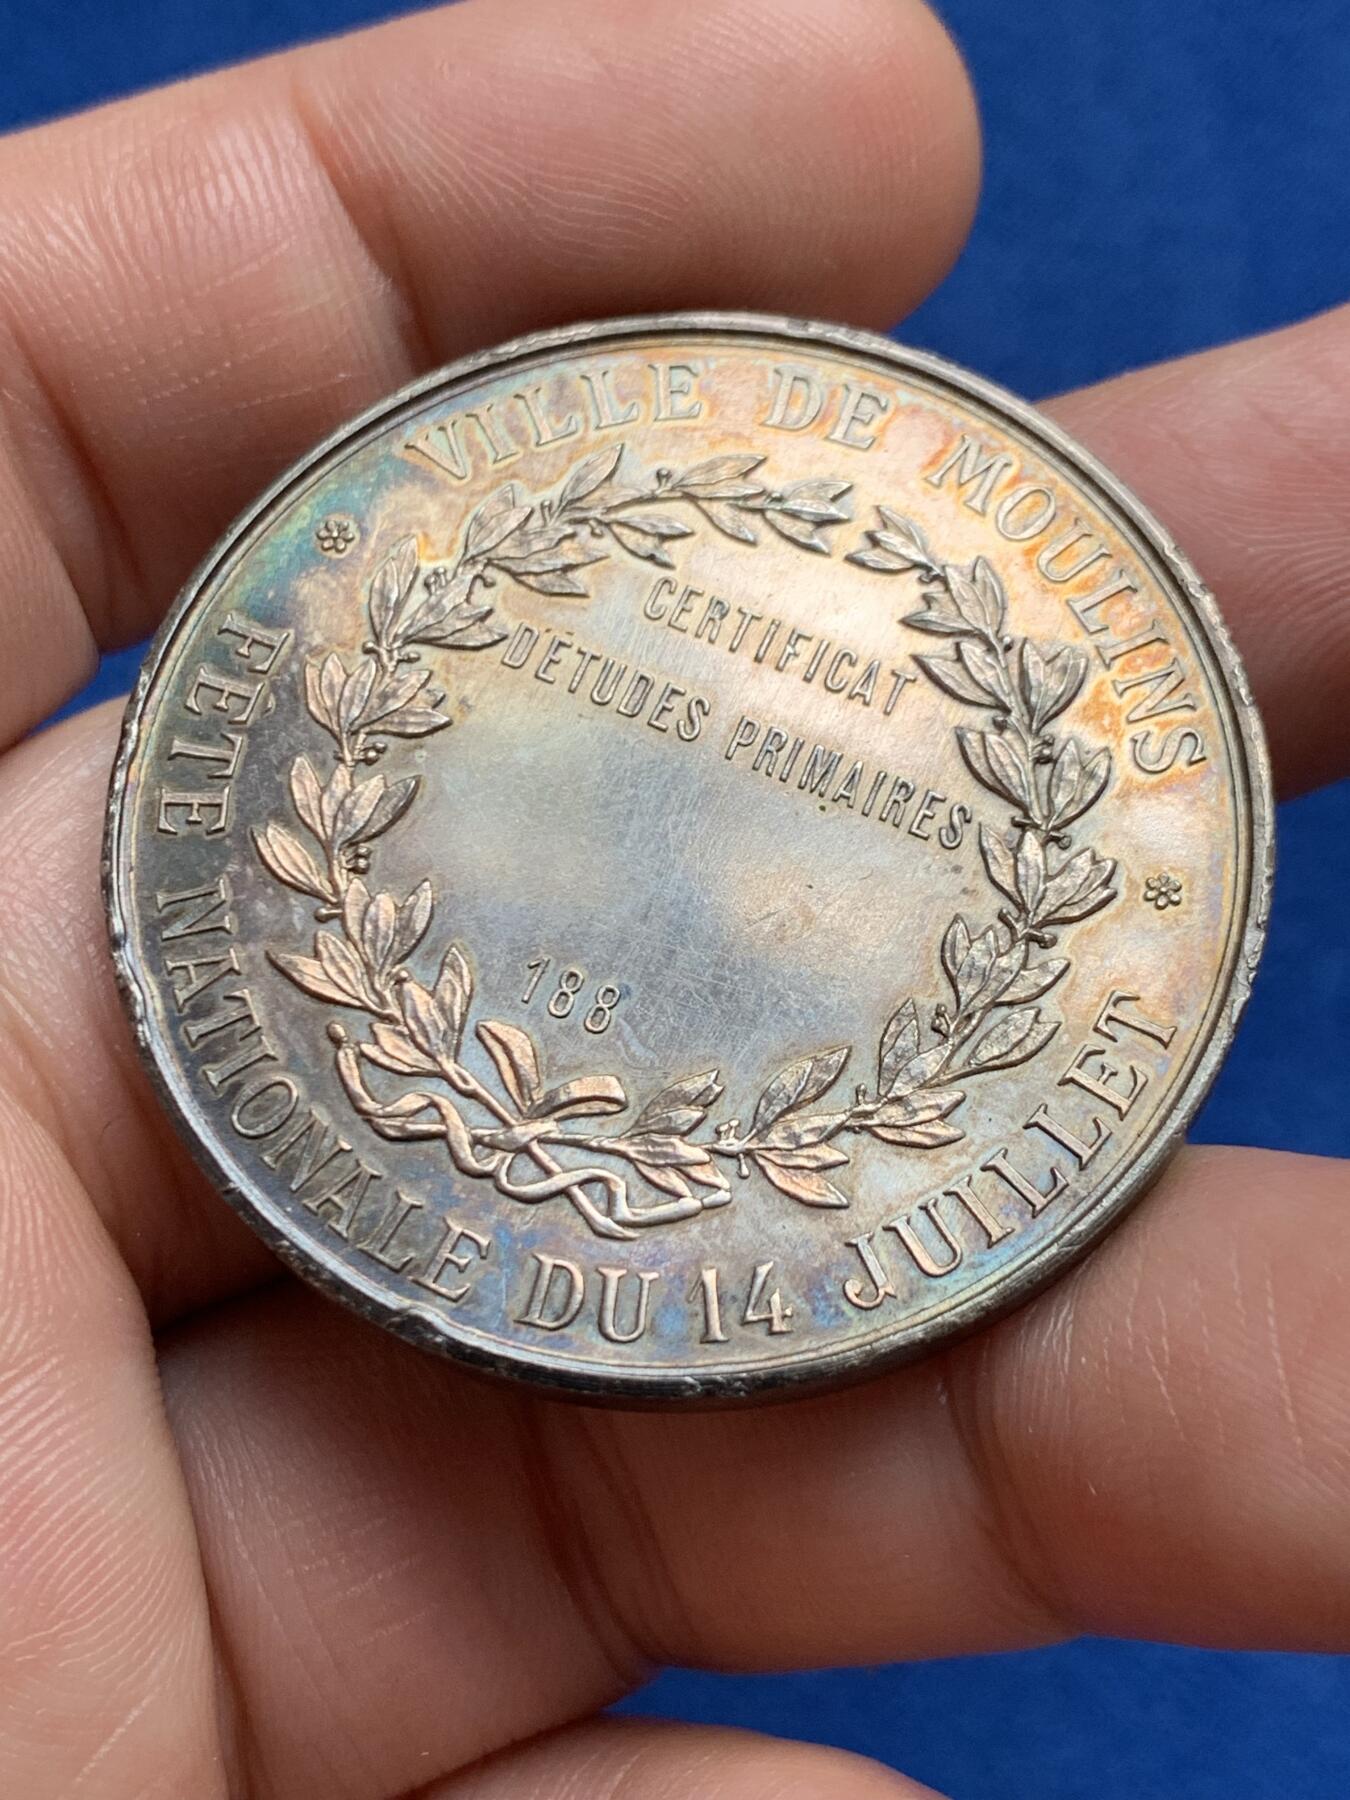 VILLE DE MOULINS
CERTIFICAT
D'ÉTUDES PRIMAIRES
188
FÊTE NATIONALE DU 14 JUILLET